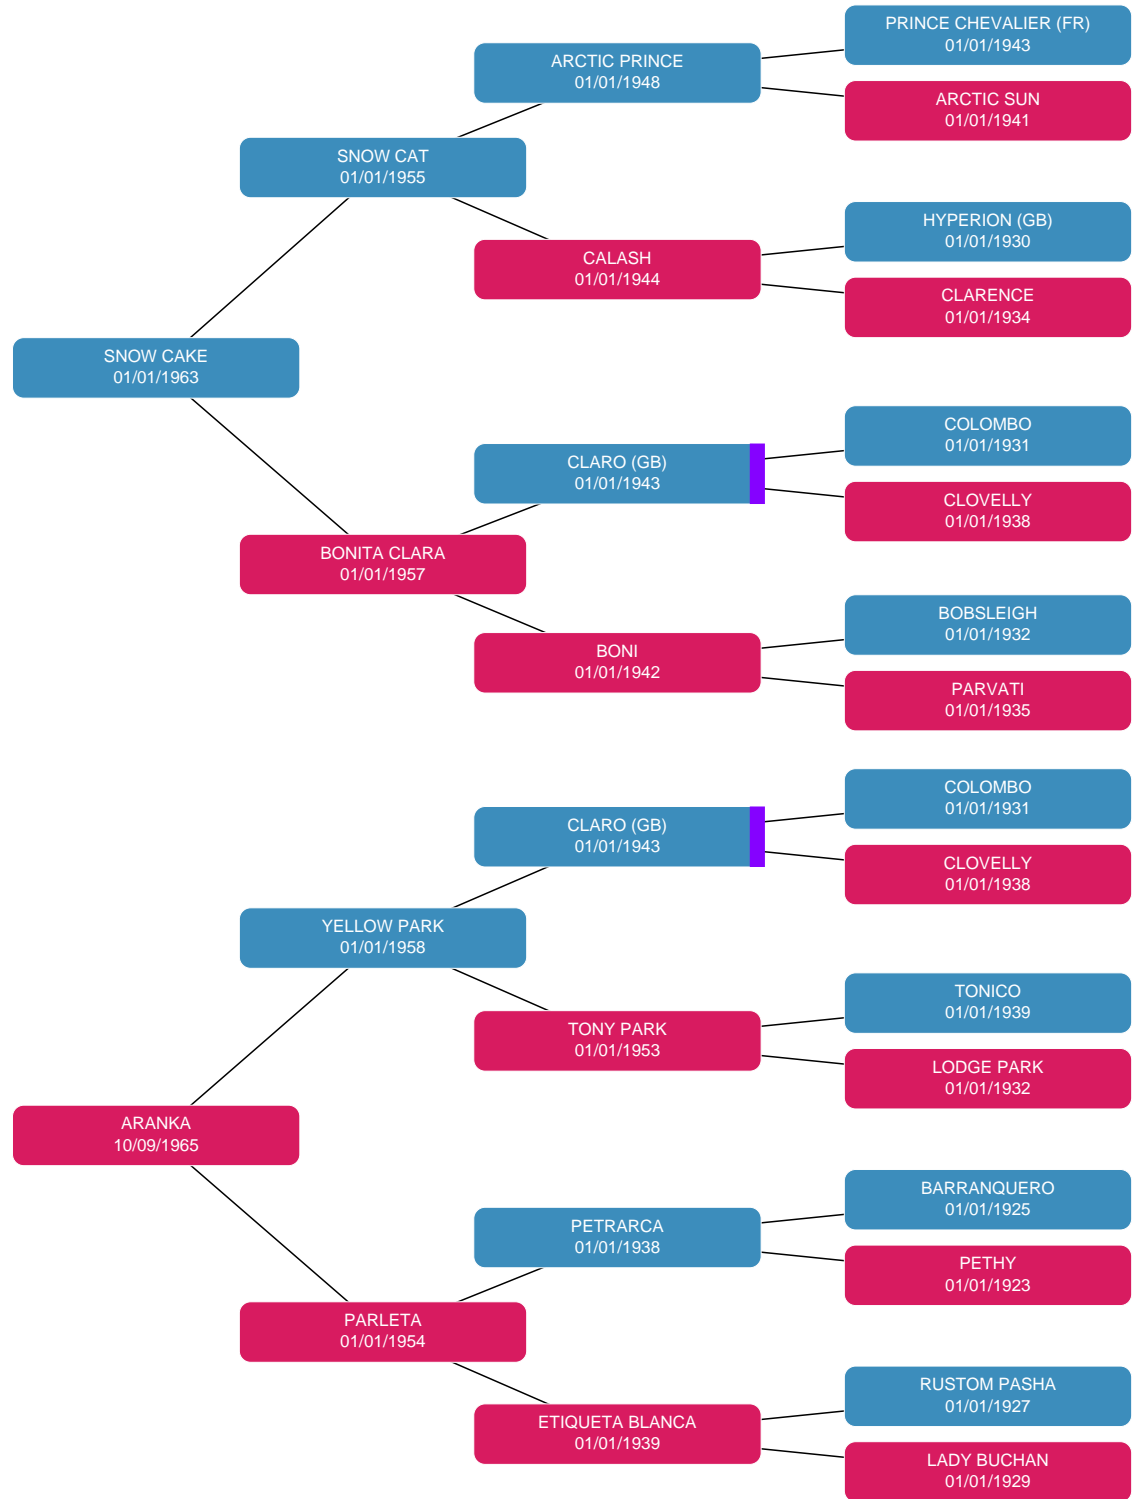 PRINCE CHEVALIER (FR)
01/01/1943
ARCTIC PRINCE
01/01/1948
ARCTIC SUN
01/01/1941
SNOW CAT
01/01/1955
HYPERION (GB)
01/01/1930
CALASH
01/01/1944
CLARENCE
01/01/1934
SNOW CAKE
01/01/1963
COLOMBO
01/01/1931
CLARO (GB)
01/01/1943
CLOVELLY
01/01/1938
BONITA CLARA
01/01/1957
BOBSLEIGH
01/01/1932
BONI
01/01/1942
PARVATI
01/01/1935
COLOMBO
01/01/1931
CLARO (GB)
01/01/1943
CLOVELLY
01/01/1938
YELLOW PARK
01/01/1958
TONICO
01/01/1939
TONY PARK
01/01/1953
LODGE PARK
01/01/1932
ARANKA
10/09/1965
BARRANQUERO
01/01/1925
PETRARCA
01/01/1938
PETHY
01/01/1923
PARLETA
01/01/1954
RUSTOM PASHA
01/01/1927
ETIQUETA BLANCA
01/01/1939
LADY BUCHAN
01/01/1929